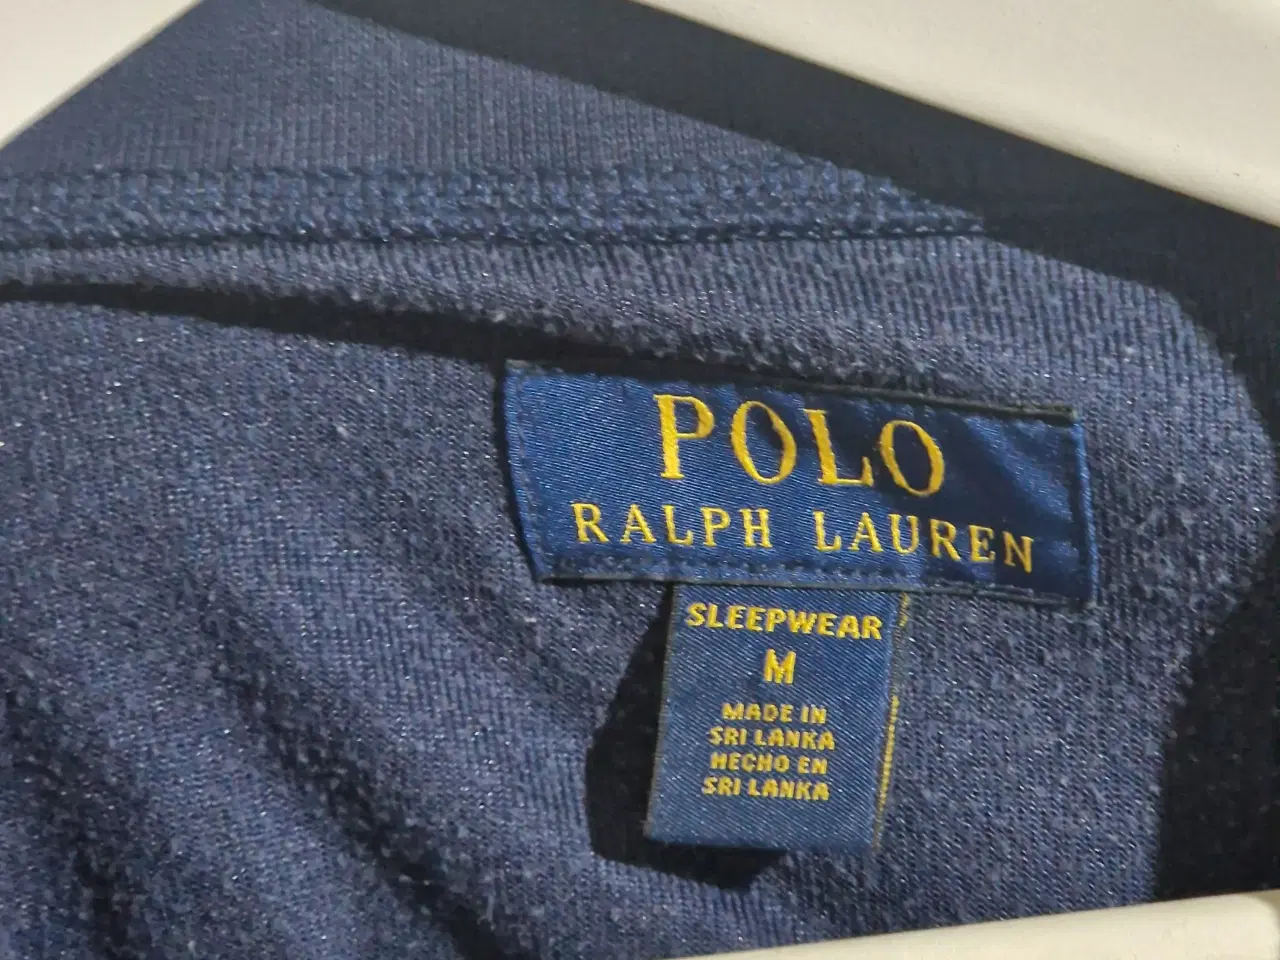 POLO
RALPH LAUREN
SLEEPWEAR
M
MADE IN
SRI LANKA
HECHO EN
SRI LANKA